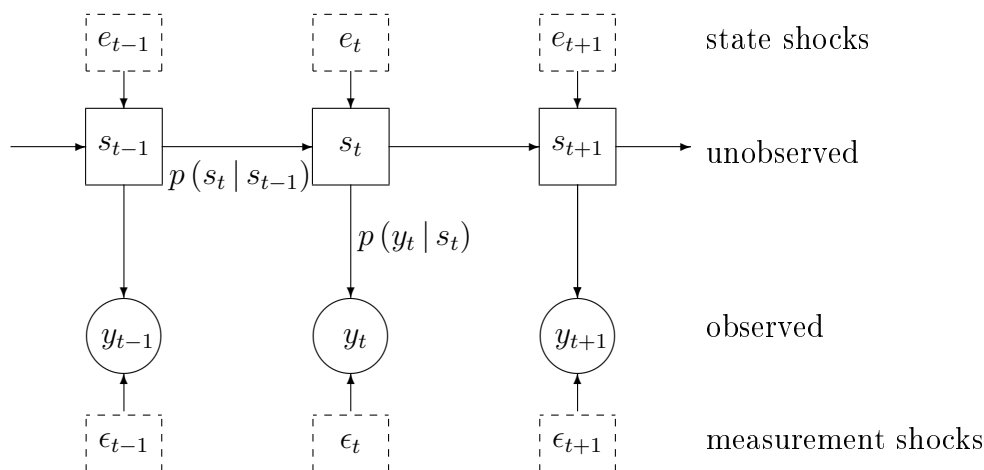 e_{t−1} e_t e_{t+1} state shocks
s_{t−1} s_t s_{t+1} unobserved
p (s_t | s_{t−1})
p (y_t | s_t)
y_{t−1} y_t y_{t+1} observed
ϵ_{t−1} ϵ_t ϵ_{t+1} measurement shocks